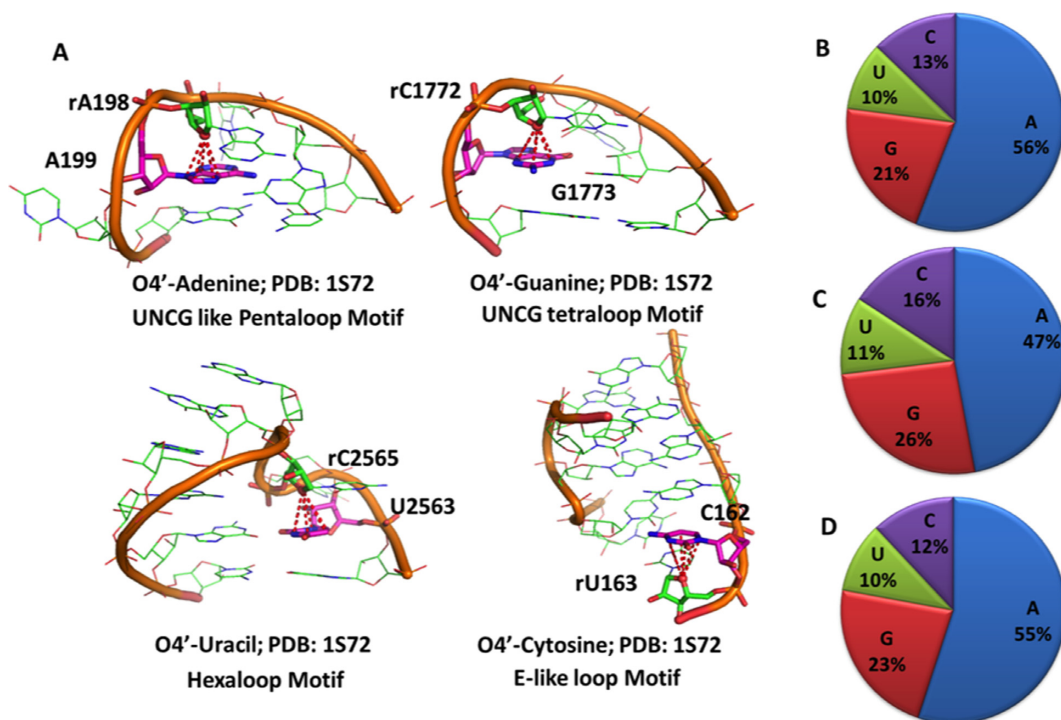 A
rA198
A199
O4’-Adenine; PDB: 1S72
UNCG like Pentaloop Motif
rC1772
G1773
O4’-Guanine; PDB: 1S72
UNCG tetraloop Motif
rC2565
U2563
O4’-Uracil; PDB: 1S72
Hexaloop Motif
C162
rU163
O4’-Cytosine; PDB: 1S72
E-like loop Motif
B
C
13%
U
10%
G
21%
A
56%
C
C
16%
U
11%
G
26%
A
47%
D
C
12%
U
10%
G
23%
A
55%